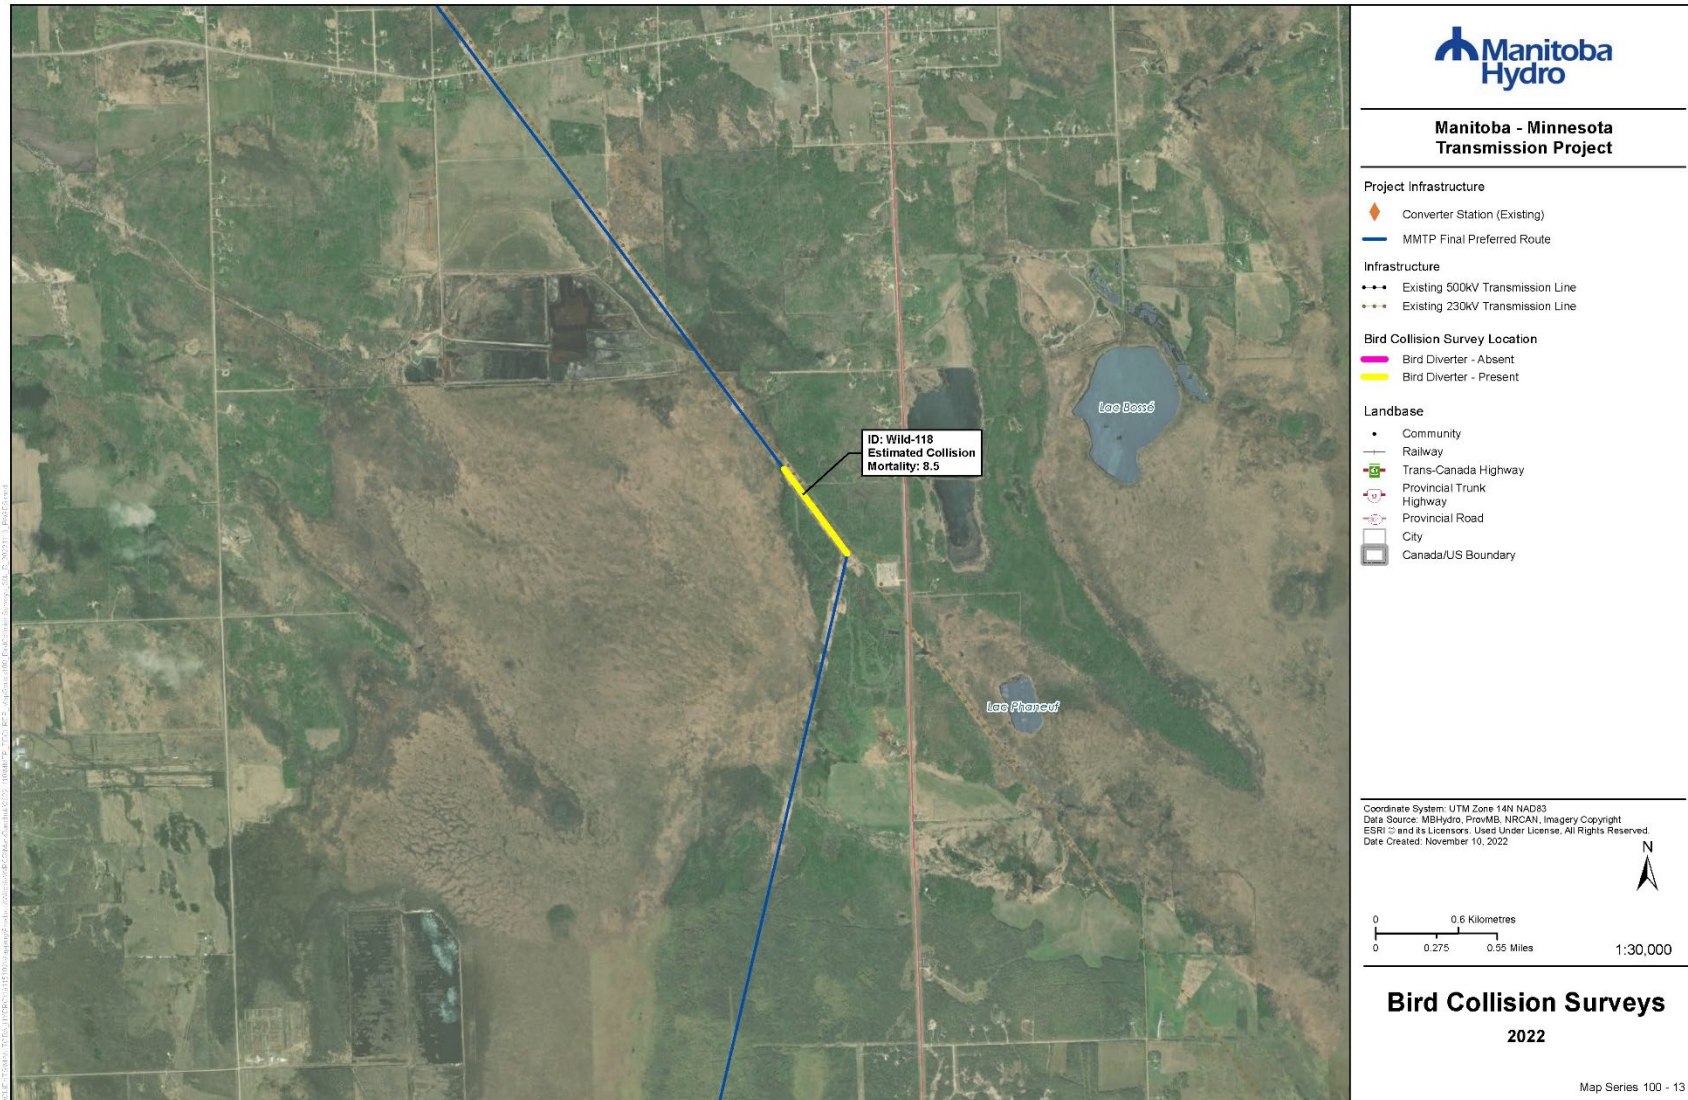 Lac Bossé
ID: Wild-118
Estimated Collision
Mortality: 8.5
Lac Phaneuf
Manitoba
Hydro
Manitoba - Minnesota
Transmission Project
Project Infrastructure
Converter Station (Existing)
MMTP Final Preferred Route
Infrastructure
Existing 500kV Transmission Line
Existing 230kV Transmission Line
Bird Collision Survey Location
Bird Diverter - Absent
Bird Diverter - Present
Landbase
Community
Railway
Trans-Canada Highway
Provincial Trunk
Highway
Provincial Road
City
Canada/US Boundary
Coordinate System: UTM Zone 14N NAD83
Data Source: MBHydro, ProvMB, NRCAN, Imagery Copyright
ESRI © and its Licensors. Used Under License, All Rights Reserved.
Date Created: November 10, 2022
N
0 0.6 Kilometres
0 0.275 0.55 Miles
1:30,000
Bird Collision Surveys
2022
Map Series 100 - 13